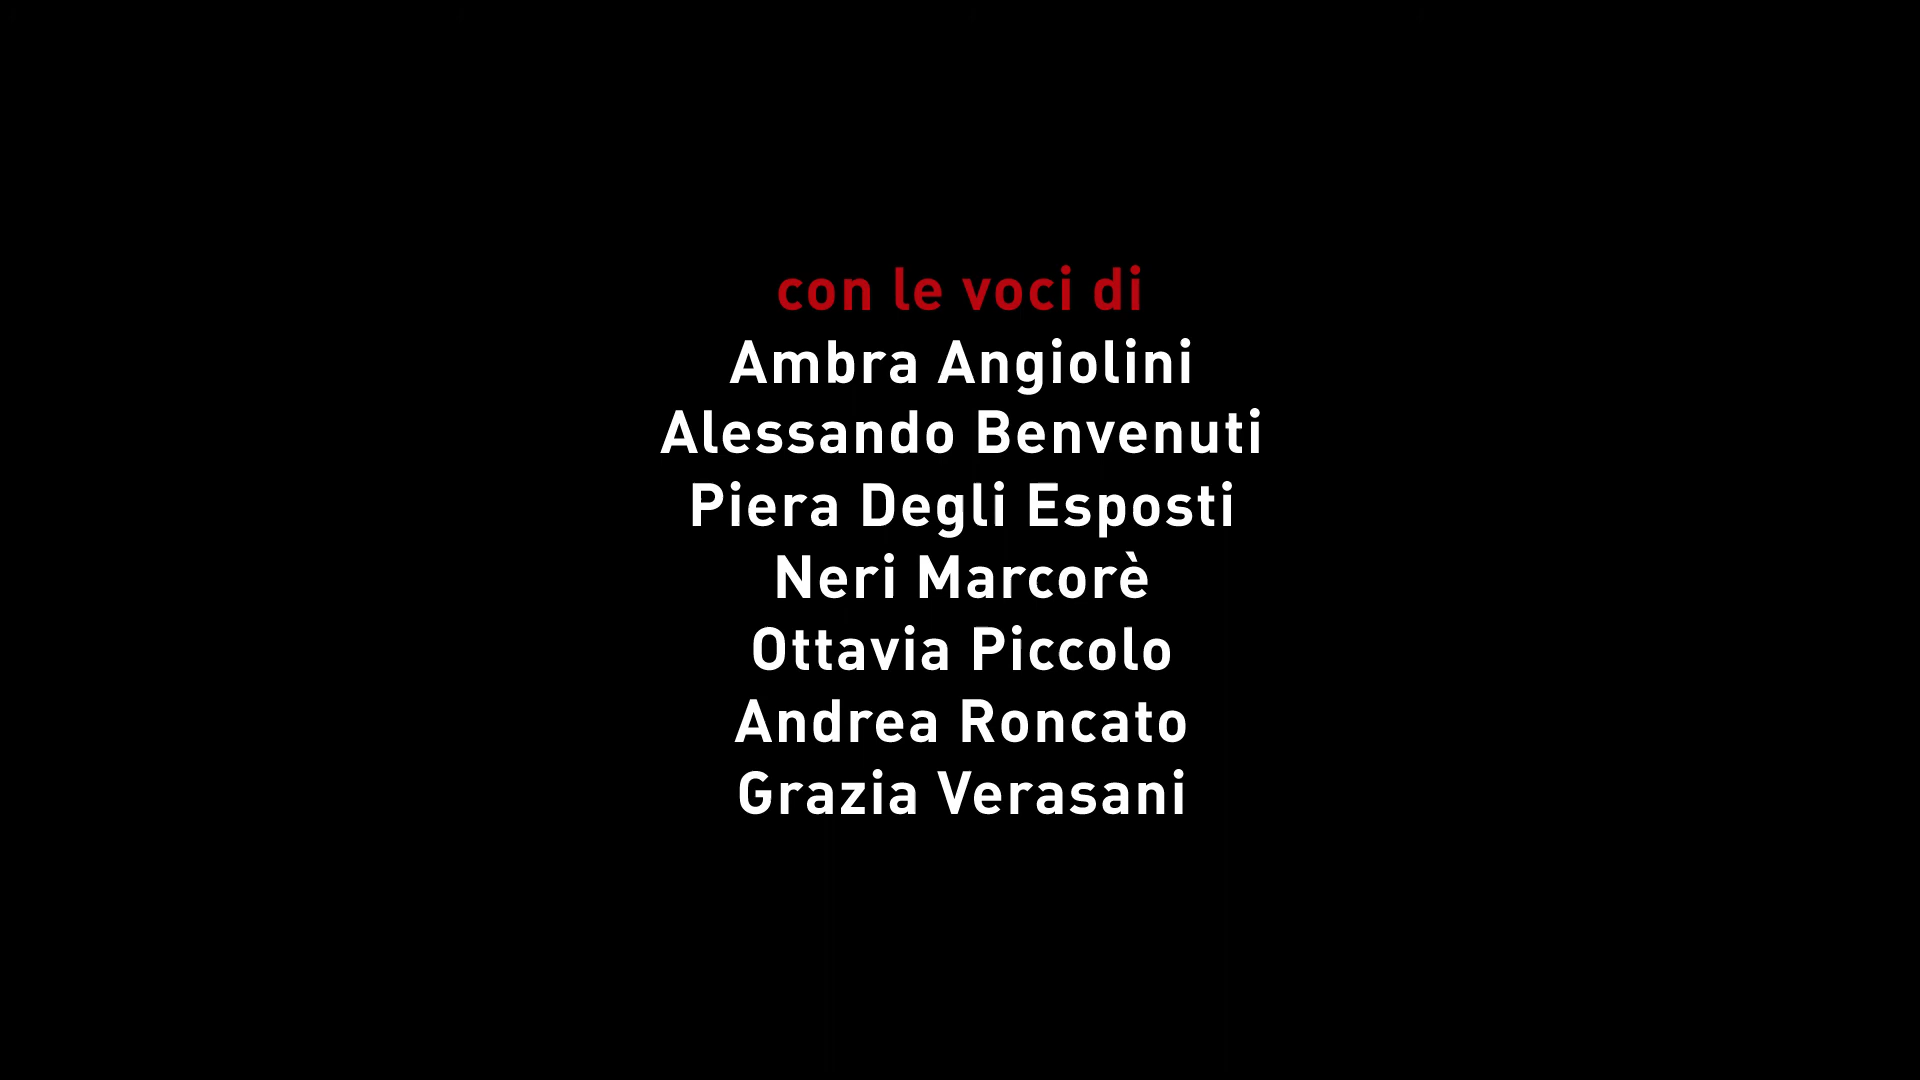 con le voci di
Ambra Angiolini
Alessando Benvenuti
Piera Degli Esposti
Neri Marcorè
Ottavia Piccolo
Andrea Roncato
Grazia Verasani